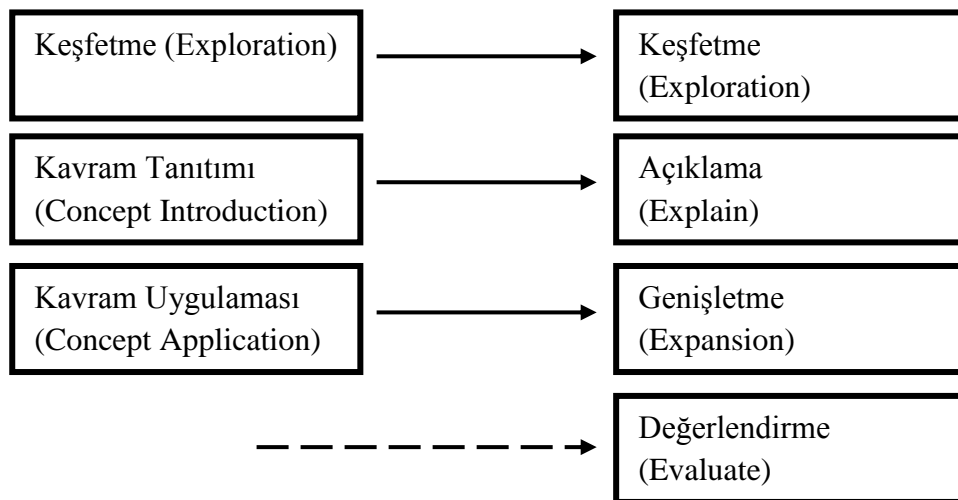 Keşfetme (Exploration)
Keşfetme
(Exploration)
Kavram Tanıtımı
(Concept Introduction)
Açıklama
(Explain)
Kavram Uygulaması
(Concept Application)
Genişletme
(Expansion)
Değerlendirme
(Evaluate)